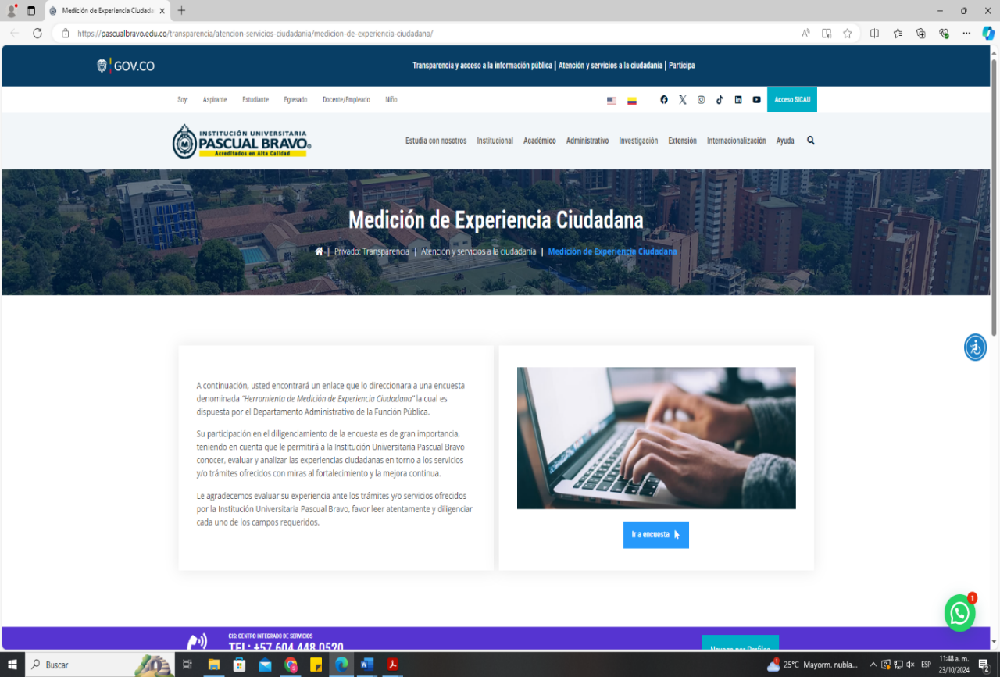 Medición de Experiencia Ciudada
https://pascualbravo.edu.co/transparencia/atencion-servicios-ciudadania/medicion-de-experiencia-ciudadana/
GOV.CO
Transparencia y acceso a la información pública | Atención y servicios a la ciudadanía | Participa
Soy: Aspirante Estudiante Egresado Docente/Empleado Niño
Acceso SICAU
INSTITUCIÓN UNIVERSITARIA
PASCUAL BRAVO®
Acreditados en Alta Calidad
Estudia con nosotros Institucional Académico Administrativo Investigación Extensión Internacionalización Ayuda
Medición de Experiencia Ciudadana
| Privado: Transparencia | Atención y servicios a la ciudadanía | Medición de Experiencia Ciudadana
A continuación, usted encontrará un enlace que lo direccionara a una encuesta
denominada “Herramienta de Medición de Experiencia Ciudadana” la cual es
dispuesta por el Departamento Administrativo de la Función Pública.
Su participación en el diligenciamiento de la encuesta es de gran importancia,
teniendo en cuenta que le permitirá a la Institución Universitaria Pascual Bravo
conocer, evaluar y analizar las experiencias ciudadanas en torno a los servicios
y/o trámites ofrecidos con miras al fortalecimiento y la mejora continua.
Le agradecemos evaluar su experiencia ante los trámites y/o servicios ofrecidos
por la Institución Universitaria Pascual Bravo, favor leer atentamente y diligenciar
cada uno de los campos requeridos.
Ir a encuesta
1
CIS: CENTRO INTEGRADO DE SERVICIOS
TEL: +57 604 448 0520
Navega por Perfiles
Buscar
25°C Mayorm. nubla...
ESP
11:48 a. m.
23/10/2024
2